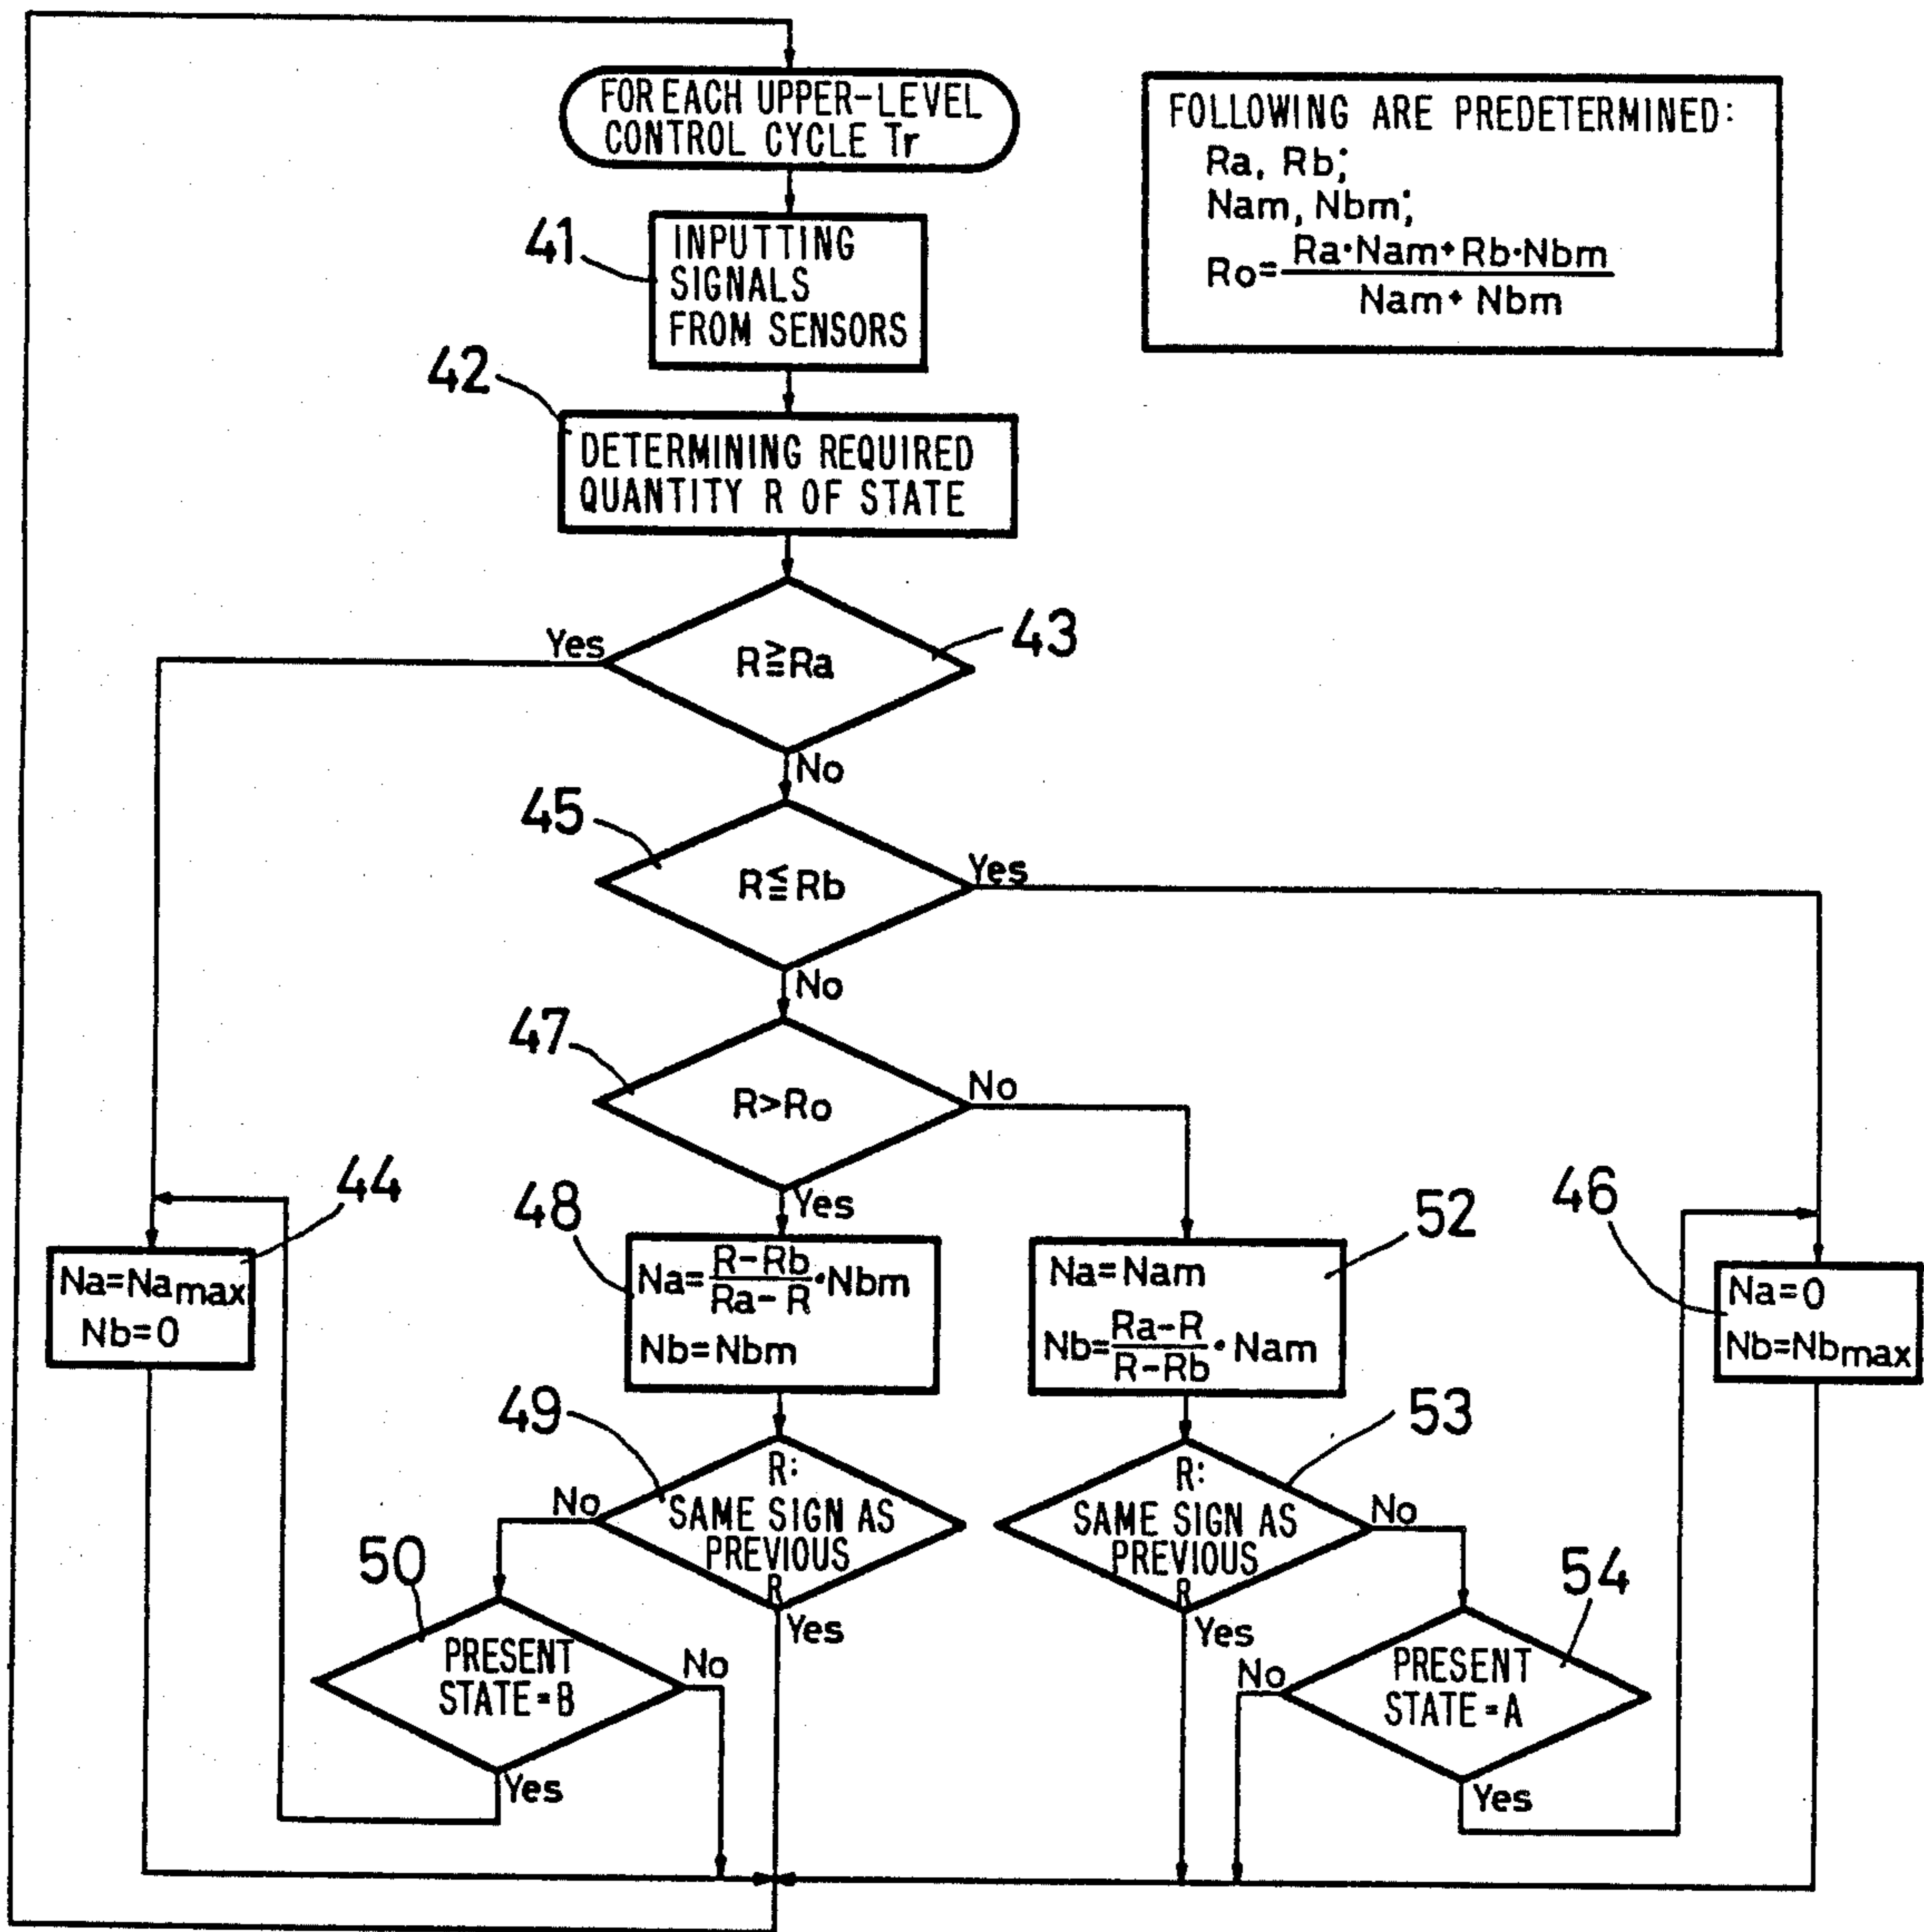 FOR EACH UPPER-LEVEL
CONTROL CYCLE Tr
FOLLOWING ARE PREDETERMINED:
Ra, Rb;
Nam, Nbm;
Ro=
Ra·Nam+Rb·Nbm
Nam+Nbm
41
INPUTTING
SIGNALS
FROM SENSORS
42
DETERMINING REQUIRED
QUANTITY R OF STATE
43
R≧Ra
Yes
No
45
R≦Rb
Yes
No
47
R>Ro
No
Yes
44
Na=Namax
Nb=0
48
Na=
R-Rb
Ra-R
·Nbm
Nb=Nbm
52
Na=Nam
Nb=
Ra-R
R-Rb
·Nam
46
Na=0
Nb=Nbmax
49
R:
SAME SIGN AS
PREVIOUS
R
No
Yes
53
R:
SAME SIGN AS
PREVIOUS
R
No
Yes
50
PRESENT
STATE=B
No
Yes
54
PRESENT
STATE=A
No
Yes